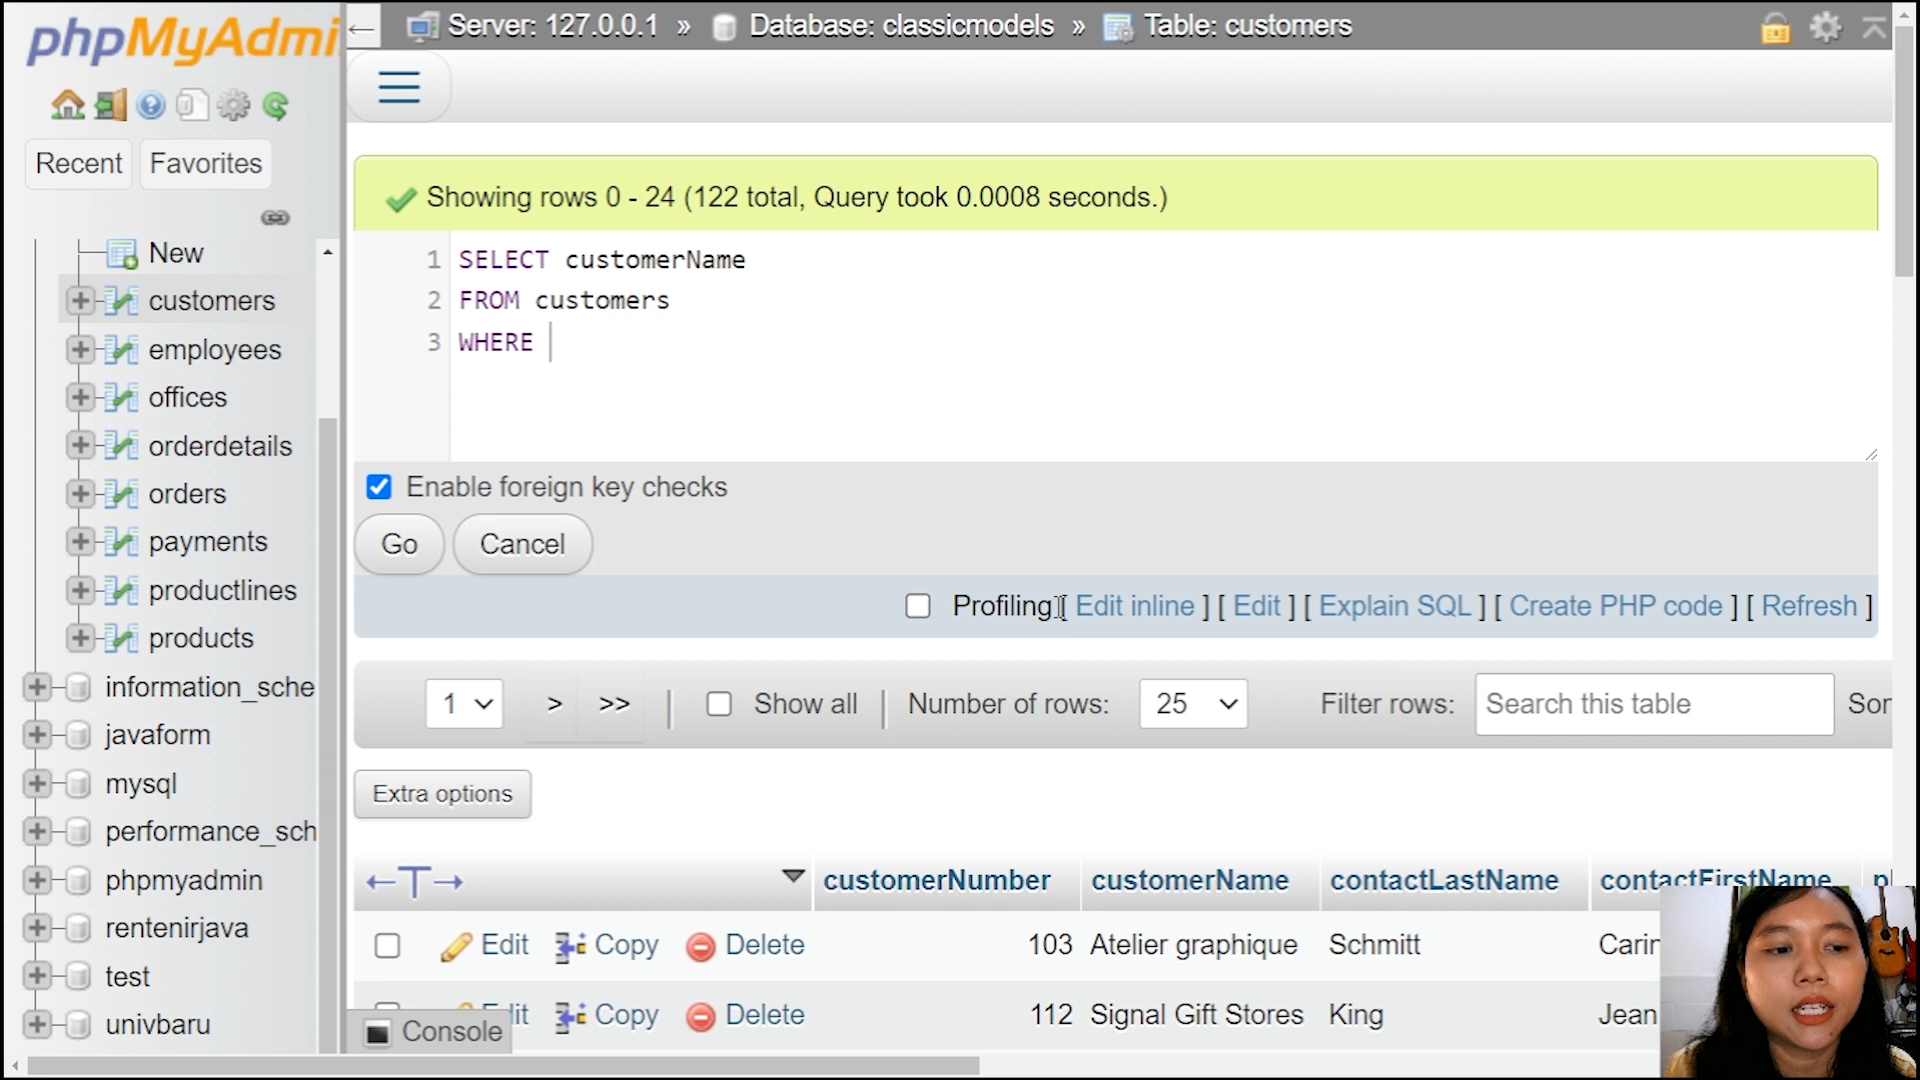 phpMyAdmi
Server: 127.0.0.1 » Database: classicmodels » Table: customers
Recent Favorites
New
customers
employees
offices
orderdetails
orders
payments
productlines
products
information_sche
javaform
mysql
performance_sch
phpmyadmin
rentenirjava
test
univbaru
Showing rows 0 - 24 (122 total, Query took 0.0008 seconds.)
1 SELECT customerName
2 FROM customers
3 WHERE
Enable foreign key checks
Go Cancel
Profiling [ Edit inline ] [ Edit ] [ Explain SQL ] [ Create PHP code ] [ Refresh ]
1 > >> | Show all | Number of rows: 25 Filter rows: Search this table Sor
Extra options
←T→ customerNumber customerName contactLastName contactFirstName
Edit Copy Delete 103 Atelier graphique Schmitt Carin
Edit Copy Delete 112 Signal Gift Stores King Jean
Console